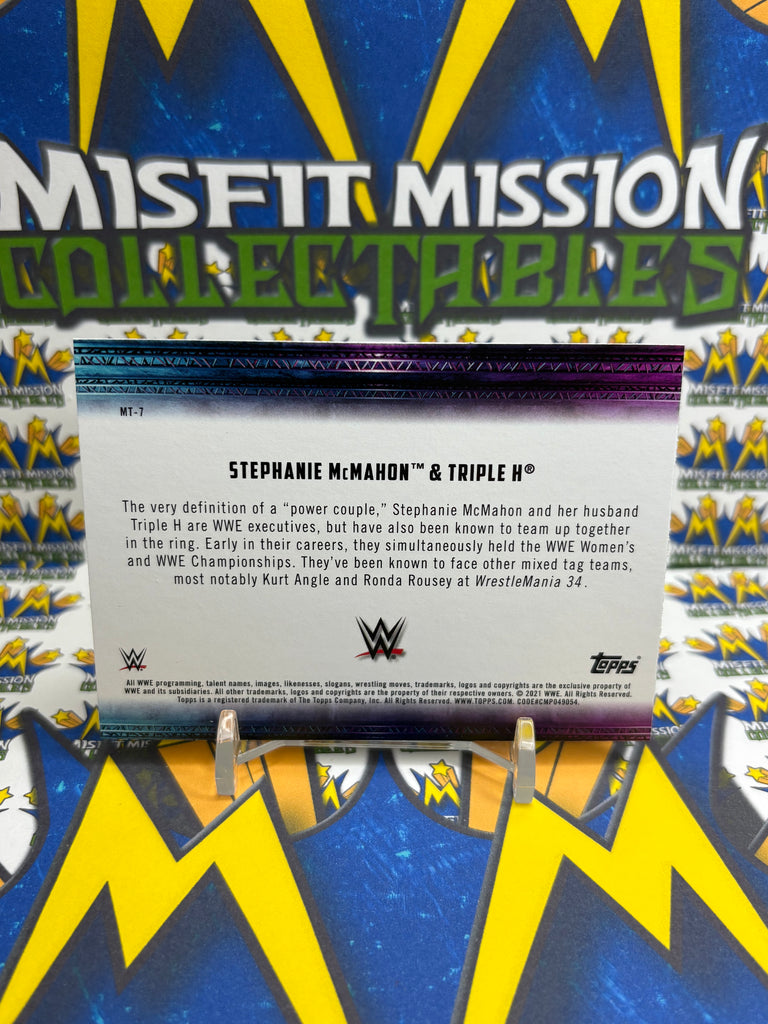 MISFIT MISSION
COLLECTABLES
MISFIT MISSION
MT-7
STEPHANIE McMAHON™ & TRIPLE H®
The very definition of a “power couple,” Stephanie McMahon and her husband
Triple H are WWE executives, but have also been known to team up together
in the ring. Early in their careers, they simultaneously held the WWE Women's
and WWE Championships. They've been known to face other mixed tag teams,
most notably Kurt Angle and Ronda Rousey at WrestleMania 34.
W
W
Topps®
All WWE programming, talent names, images, likenesses, slogans, wrestling moves, trademarks, logos and copyrights are the exclusive property of
WWE and its subsidiaries. All other trademarks, logos and copyrights are the property of their respective owners. © 2021 WWE. All Rights Reserved.
Topps is a registered trademark of The Topps Company, Inc. All Rights Reserved. WWW.TOPPS.COM. CODE#CMP049054.